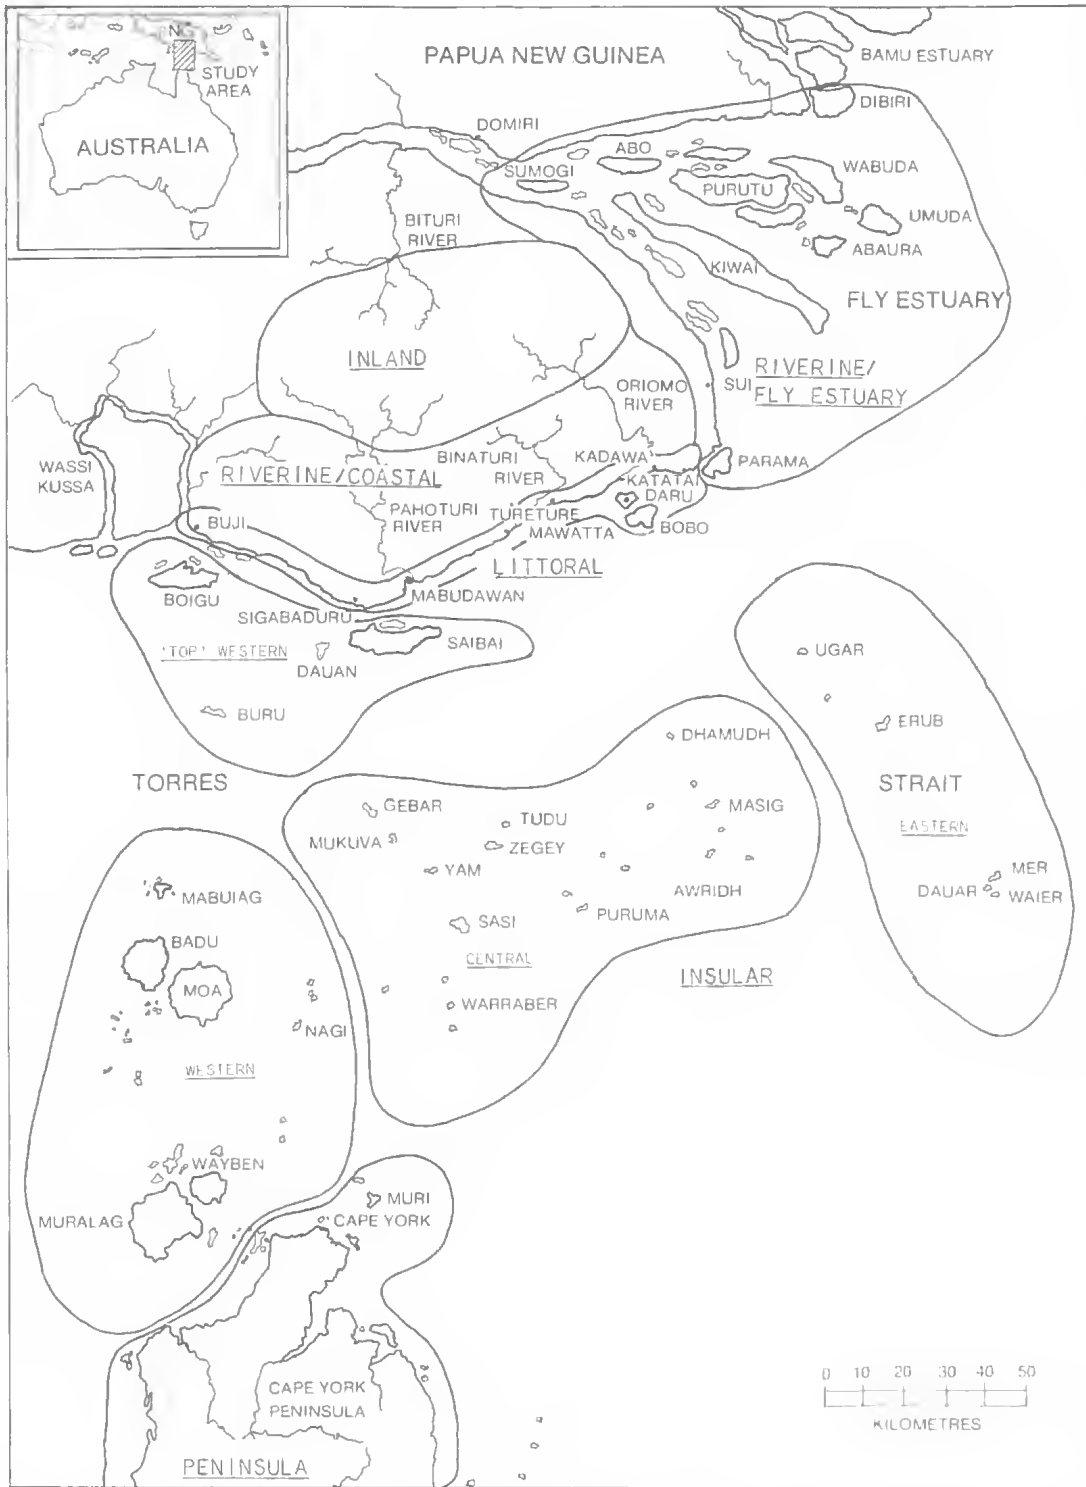 N
STUDY
AREA
AUSTRALIA
PAPUA NEW GUINEA
BAMU ESTUARY
DIBIRI
DOMIRI
ABO
SUMOGI
WABUDA
PURUTU
UMUDA
ABAURA
BITURI
RIVER
KIWAI
FLY ESTUARY
INLAND
RIVERINE/
FLY ESTUARY
SUI
ORIOMO
RIVER
WASSI
KUSSA
RIVERINE/COASTAL
BINATURI
RIVER
KADAWA
PARAMA
KATATAI
DARU
PAHOTURI
RIVER
TURETURE
BUJI
MAWATTA
BOBO
LITTORAL
MABUDAWAN
BOIGU
SIGABADURU
SAIBAI
'TOP' WESTERN
DAUAN
BURU
UGAR
ERUB
DHAMUDH
TORRES
STRAIT
GEBAR
MASIG
TUDU
EASTERN
MUKUVA
ZEGEY
YAM
MER
MABUIAG
AWRIDH
DAUAR
WAIER
PURUMA
SASI
BADU
CENTRAL
INSULAR
MOA
WARRABER
NAGI
WESTERN
WAYBEN
MURI
MURALAG
CAPE YORK
0 10 20 30 40 50
KILOMETRES
CAPE YORK
PENINSULA
PENINSULA